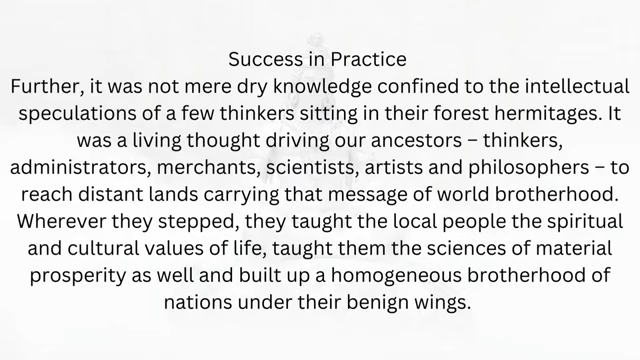 Success in Practice
Further, it was not mere dry knowledge confined to the intellectual
speculations of a few thinkers sitting in their forest hermitages. It
was a living thought driving our ancestors – thinkers,
administrators, merchants, scientists, artists and philosophers – to
reach distant lands carrying that message of world brotherhood.
Wherever they stepped, they taught the local people the spiritual
and cultural values of life, taught them the sciences of material
prosperity as well and built up a homogeneous brotherhood of
nations under their benign wings.